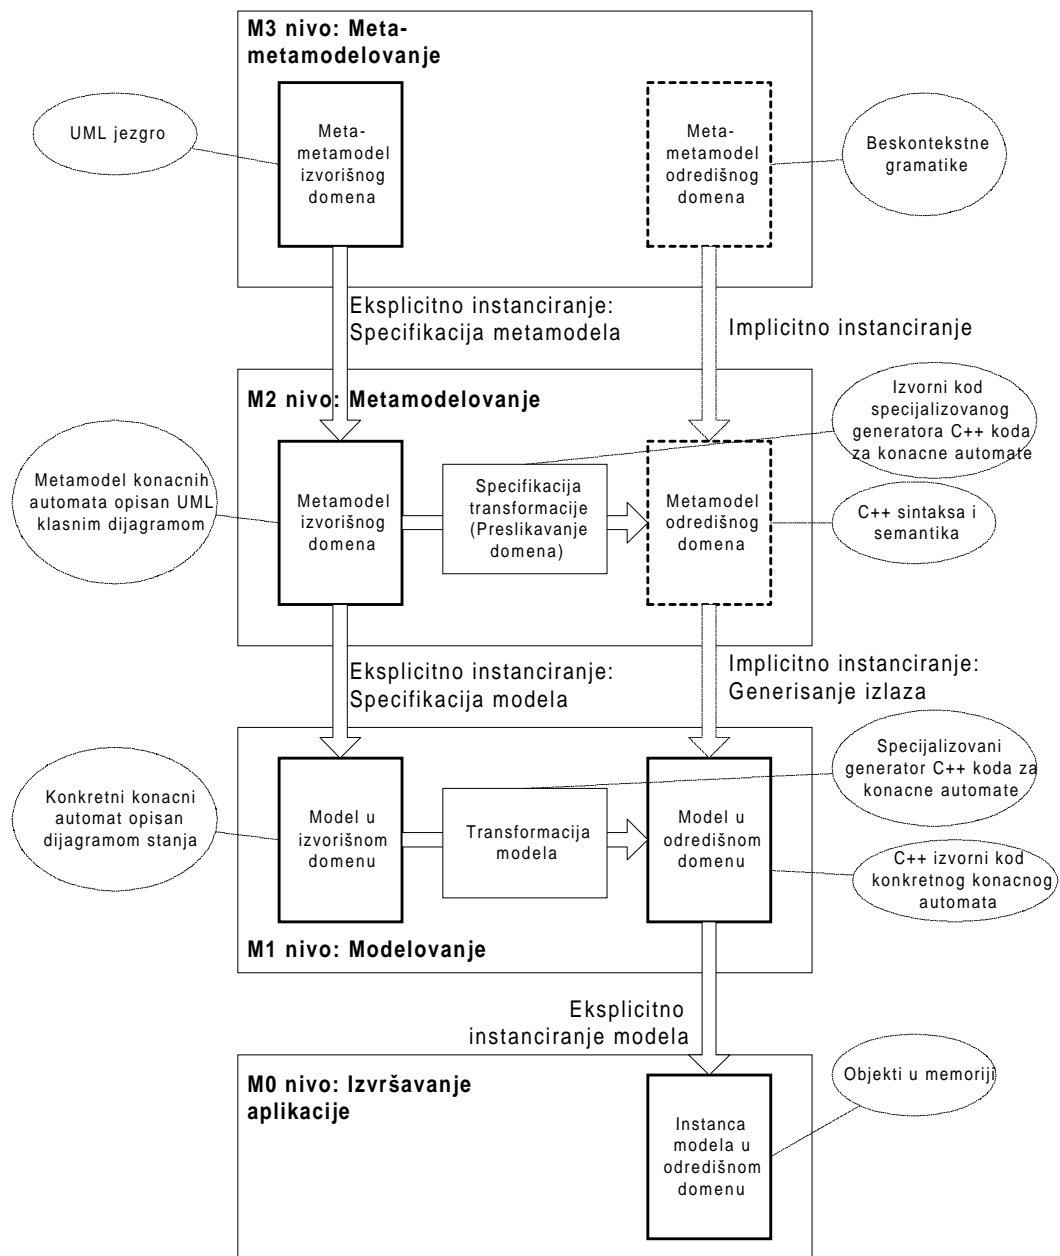 M3 nivo: Meta-
metamodelovanje
UML jezgro
Meta-
metamodel
izvorišnog
domena
Meta-
metamodel
odredišnog
domena
Beskontekstne
gramatike
Eksplicitno instanciranje:
Specifikacija metamodela
Implicitno instanciranje
M2 nivo: Metamodelovanje
Izvorni kod
specijalizovanog
generatora C++ koda
za konacne automate
Metamodel konacnih
automata opisan UML
klasnim dijagramom
Metamodel
izvorišnog
domena
Specifikacija
transformacije
(Preslikavanje
domena)
Metamodel
odredišnog
domena
C++ sintaksa i
semantika
Eksplicitno instanciranje:
Specifikacija modela
Implicitno instanciranje:
Generisanje izlaza
Specijalizovani
generator C++ koda za
konacne automate
Konkretni konacni
automat opisan
dijagramom stanja
Model u
izvorišnom
domenu
Transformacija
modela
Model u
odredišnom
domenu
C++ izvorni kod
konkretnog konacnog
automata
M1 nivo: Modelovanje
Eksplicitno
instanciranje modela
M0 nivo: Izvršavanje
aplikacije
Objekti u memoriji
Instanca
modela u
odredišnom
domenu